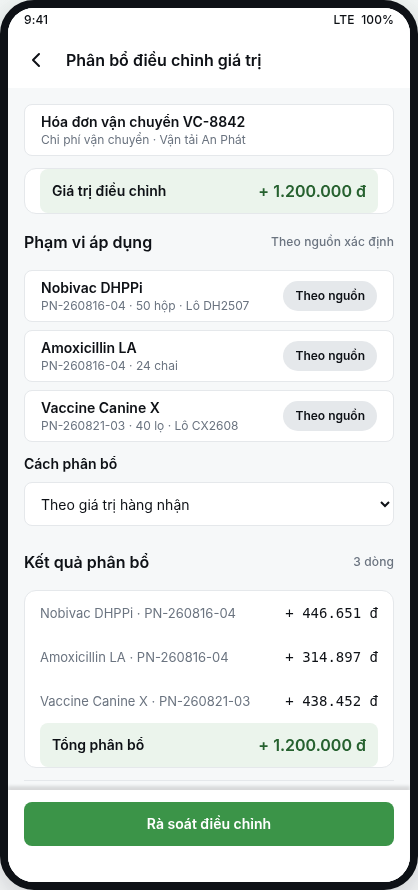 9:41 LTE 100%
Phân bổ điều chỉnh giá trị
Hóa đơn vận chuyển VC-8842
Chi phí vận chuyển · Vận tải An Phát
Giá trị điều chỉnh + 1.200.000 đ
Phạm vi áp dụng Theo nguồn xác định
Nobivac DHPPi
PN-260816-04 · 50 hộp · Lô DH2507
Theo nguồn
Amoxicillin LA
PN-260816-04 · 24 chai
Theo nguồn
Vaccine Canine X
PN-260821-03 · 40 lọ · Lô CX2608
Theo nguồn
Cách phân bổ
Theo giá trị hàng nhận
Kết quả phân bổ 3 dòng
Nobivac DHPPi · PN-260816-04 + 446.651 đ
Amoxicillin LA · PN-260816-04 + 314.897 đ
Vaccine Canine X · PN-260821-03 + 438.452 đ
Tổng phân bổ + 1.200.000 đ
Rà soát điều chỉnh